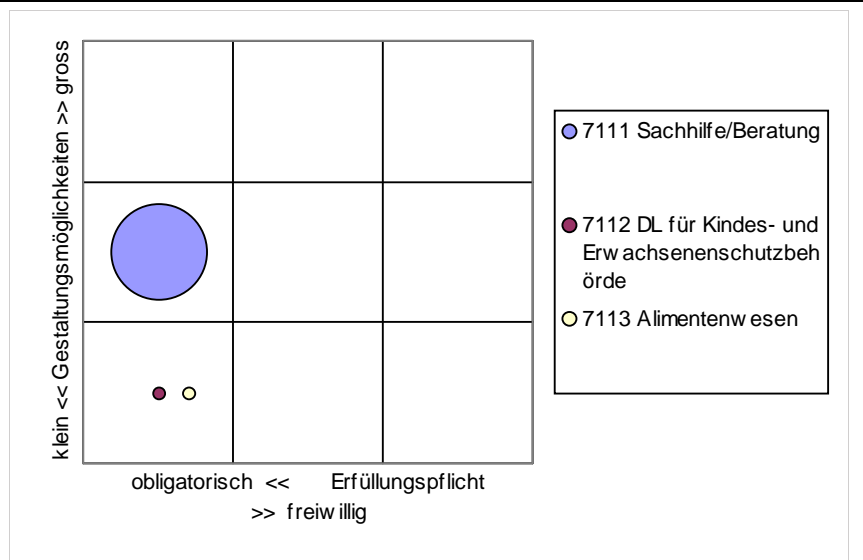 klein << Gestaltungsmöglichkeiten >> gross
7111 Sachhilfe/Beratung
7112 DL für Kindes- und
Erwachsenenschutzbeh
örde
7113 Alimentenwesen
obligatorisch << Erfüllungspflicht
>> freiwillig